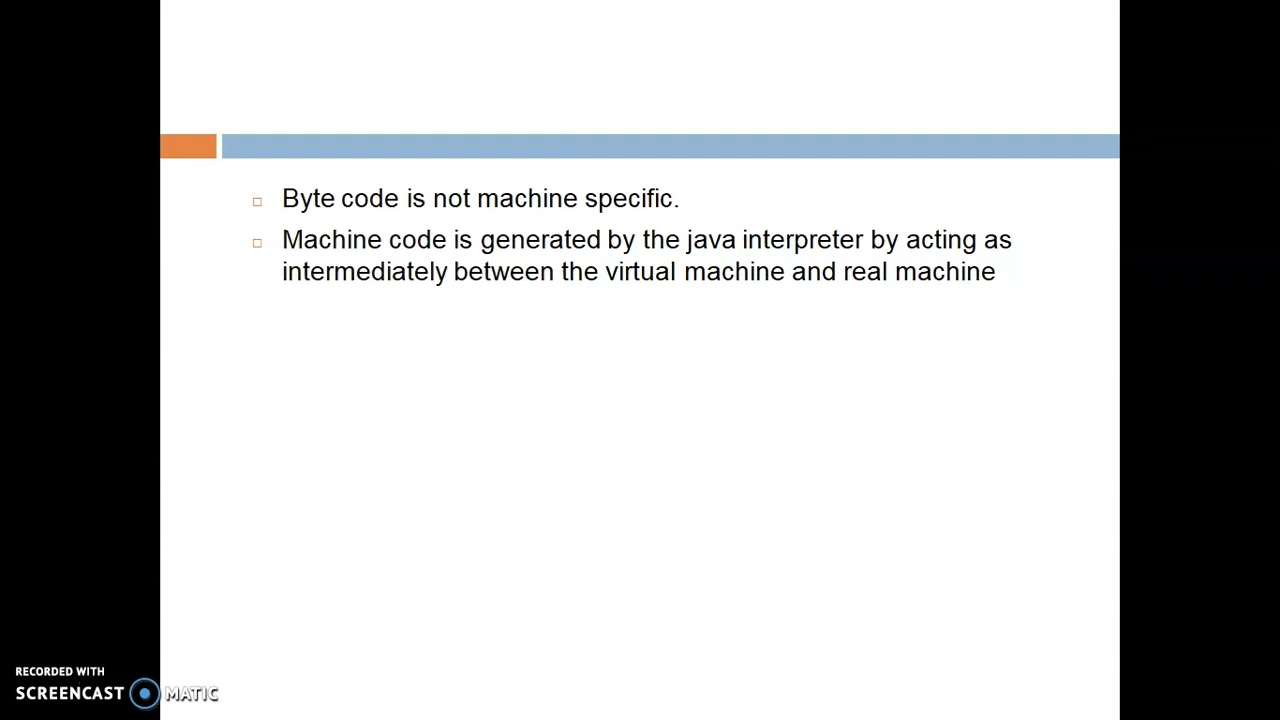 Byte code is not machine specific.
Machine code is generated by the java interpreter by acting as
intermediately between the virtual machine and real machine
RECORDED WITH
SCREENCAST MATIC